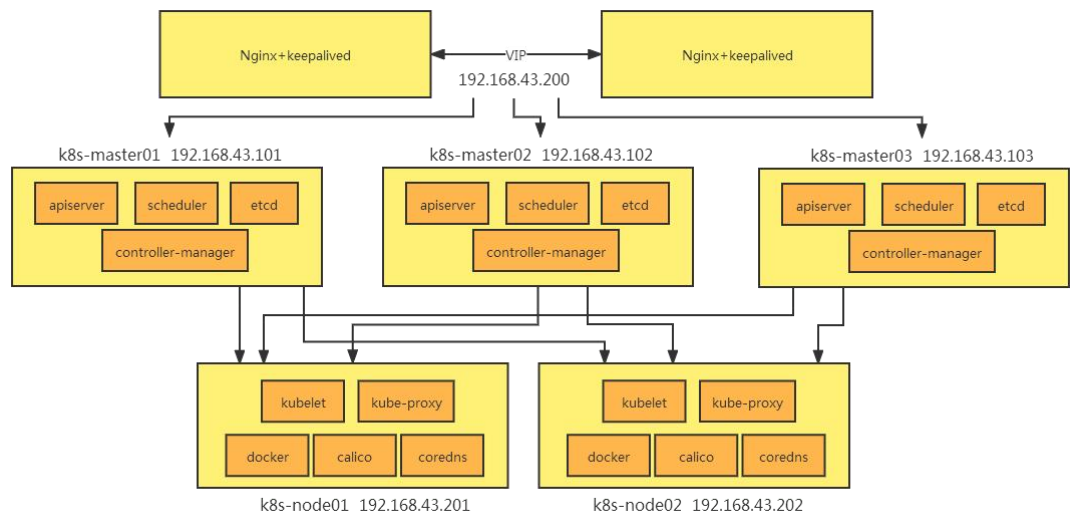 Nginx+keepalived
VIP
Nginx+keepalived
192.168.43.200
k8s-master01 192.168.43.101
k8s-master02 192.168.43.102
k8s-master03 192.168.43.103
apiserver
scheduler
etcd
controller-manager
apiserver
scheduler
etcd
controller-manager
apiserver
scheduler
etcd
controller-manager
kubelet
kube-proxy
docker
calico
coredns
kubelet
kube-proxy
docker
calico
coredns
k8s-node01 192.168.43.201
k8s-node02 192.168.43.202